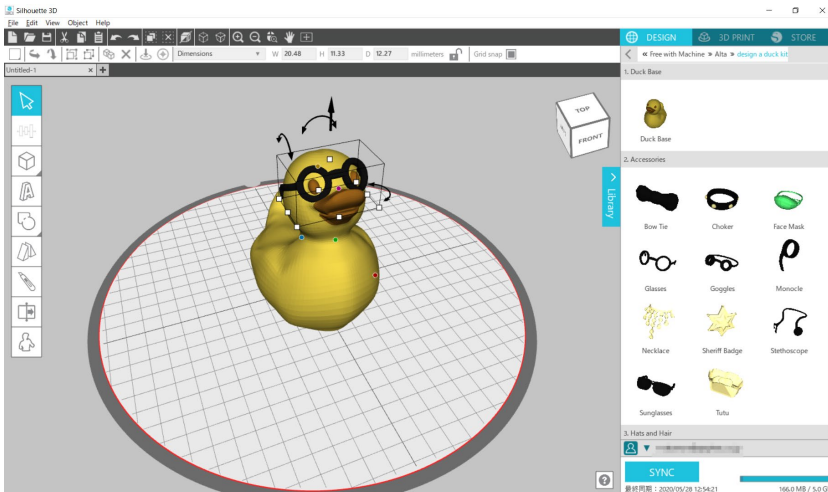 Silhouette 3D
File Edit View Object Help
Dimensions W 20.48 H 11.33 D 12.27 millimeters Grid snap
Untitled-1
TOP
FRONT
Library
DESIGN 3D PRINT STORE
« Free with Machine » Alta » design a duck kit
1. Duck Base
Duck Base
2. Accessories
Bow Tie Choker Face Mask
Glasses Goggles Monocle
Necklace Sheriff Badge Stethoscope
Sunglasses Tutu
3. Hats and Hair
SYNC
最終同期：2020/05/28 12:54:21 166.0 MB / 5.0 G